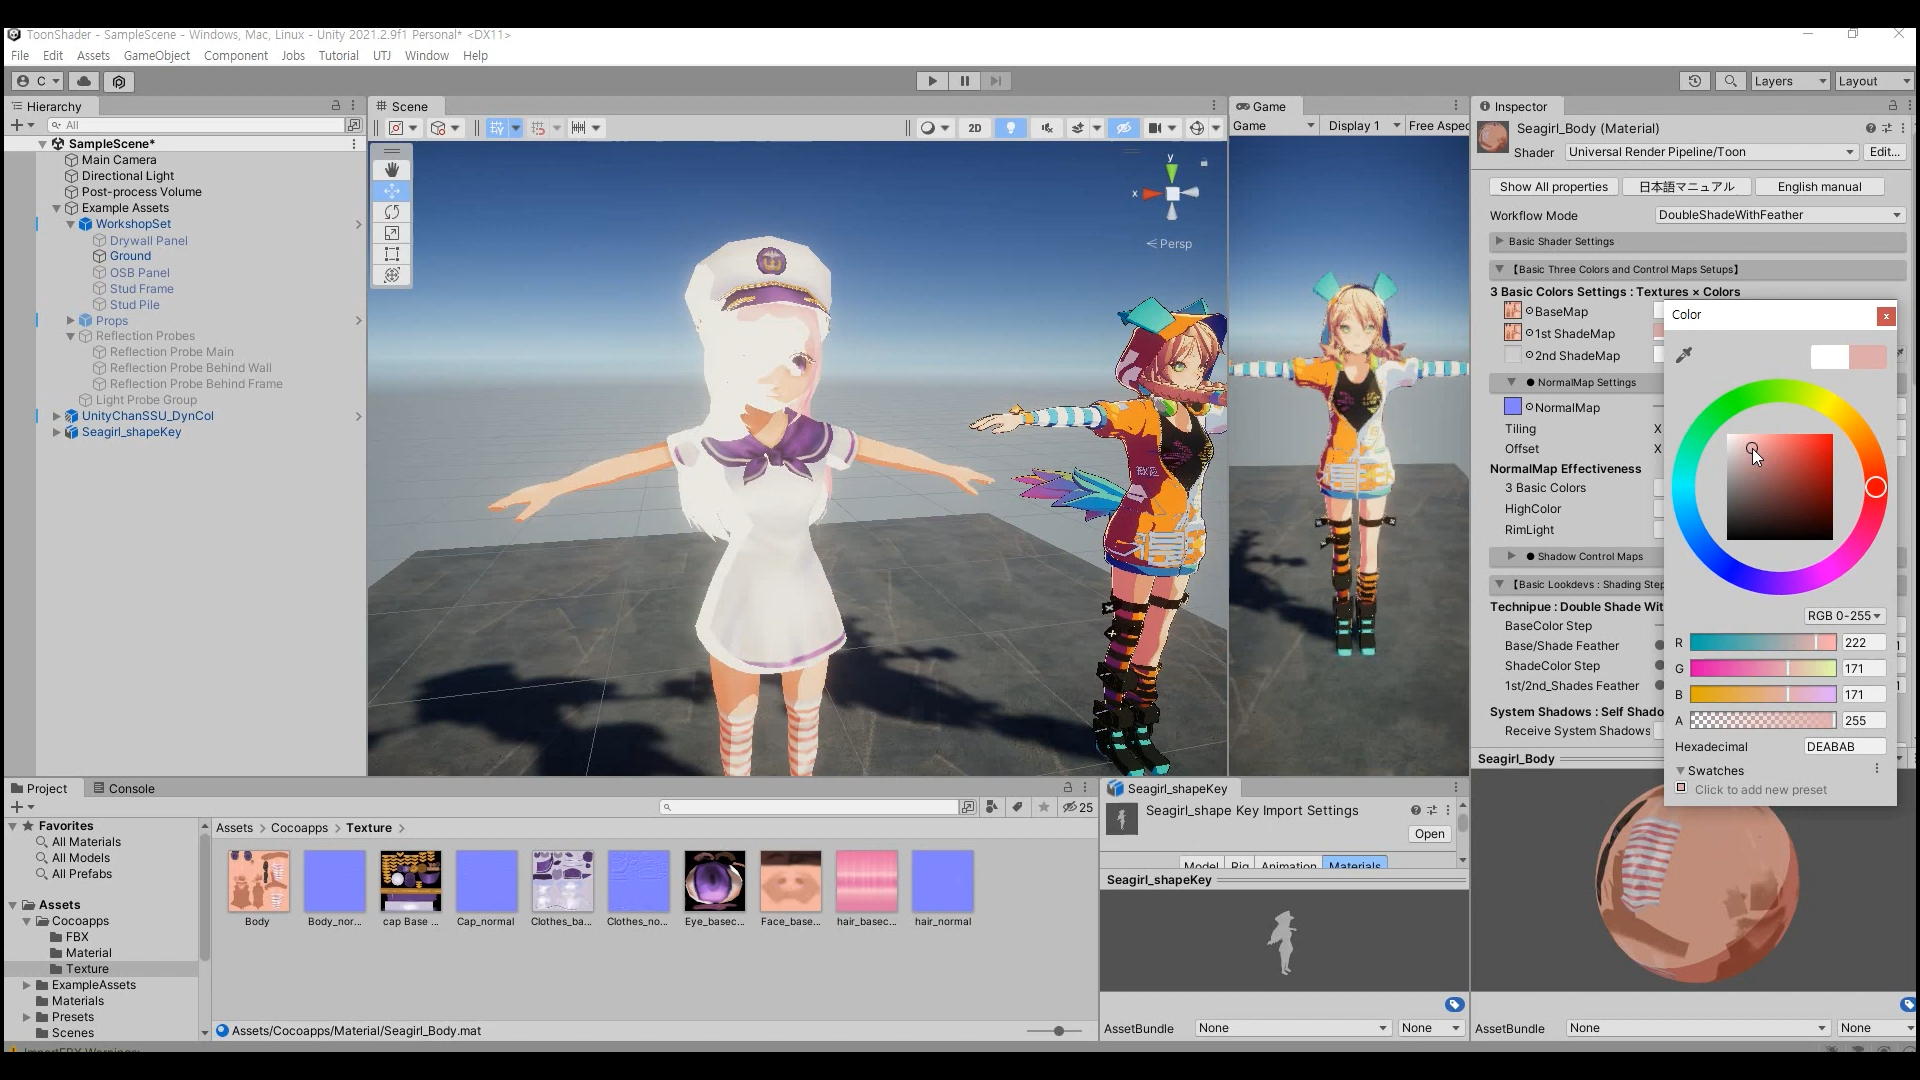 ToonShader - SampleScene - Windows, Mac, Linux - Unity 2021.2.9f1 Personal* <DX11>
File Edit Assets GameObject Component Jobs Tutorial UTJ Window Help
C
Layers
Layout
Hierarchy
All
SampleScene*
Main Camera
Directional Light
Post-process Volume
Example Assets
WorkshopSet
Drywall Panel
Ground
OSB Panel
Stud Frame
Stud Pile
Props
Reflection Probes
Reflection Probe Main
Reflection Probe Behind Wall
Reflection Probe Behind Frame
Light Probe Group
UnityChanSSU_DynCol
Seagirl_shapeKey
Scene
2D
y
x
Persp
Game
Game Display 1 Free Aspec
Inspector
Seagirl_Body (Material)
Shader Universal Render Pipeline/Toon Edit...
Show All properties 日本語マニュアル English manual
Workflow Mode DoubleShadeWithFeather
Basic Shader Settings
【Basic Three Colors and Control Maps Setups】
3 Basic Colors Settings : Textures × Colors
BaseMap
1st ShadeMap
2nd ShadeMap
● NormalMap Settings
NormalMap
Tiling X
Offset X
NormalMap Effectiveness
3 Basic Colors
HighColor
RimLight
● Shadow Control Maps
【Basic Lookdevs : Shading Step
Technipue : Double Shade Wit
BaseColor Step
Base/Shade Feather
ShadeColor Step
1st/2nd_Shades Feather
System Shadows : Self Shado
Receive System Shadows
Seagirl_Body
Color
x
RGB 0-255
R 222
G 171
B 171
A 255
Hexadecimal DEABAB
Swatches
Click to add new preset
AssetBundle None None
Project Console
25
Favorites
All Materials
All Models
All Prefabs
Assets
Cocoapps
FBX
Material
Texture
ExampleAssets
Materials
Presets
Scenes
Assets > Cocoapps > Texture >
Body Body_nor... cap Base ... Cap_normal Clothes_ba... Clothes_no... Eye_basec... Face_base... hair_basec... hair_normal
Assets/Cocoapps/Material/Seagirl_Body.mat
Seagirl_shapeKey
Seagirl_shape Key Import Settings
Open
Model Rig Animation Materials
Seagirl_shapeKey
AssetBundle None None